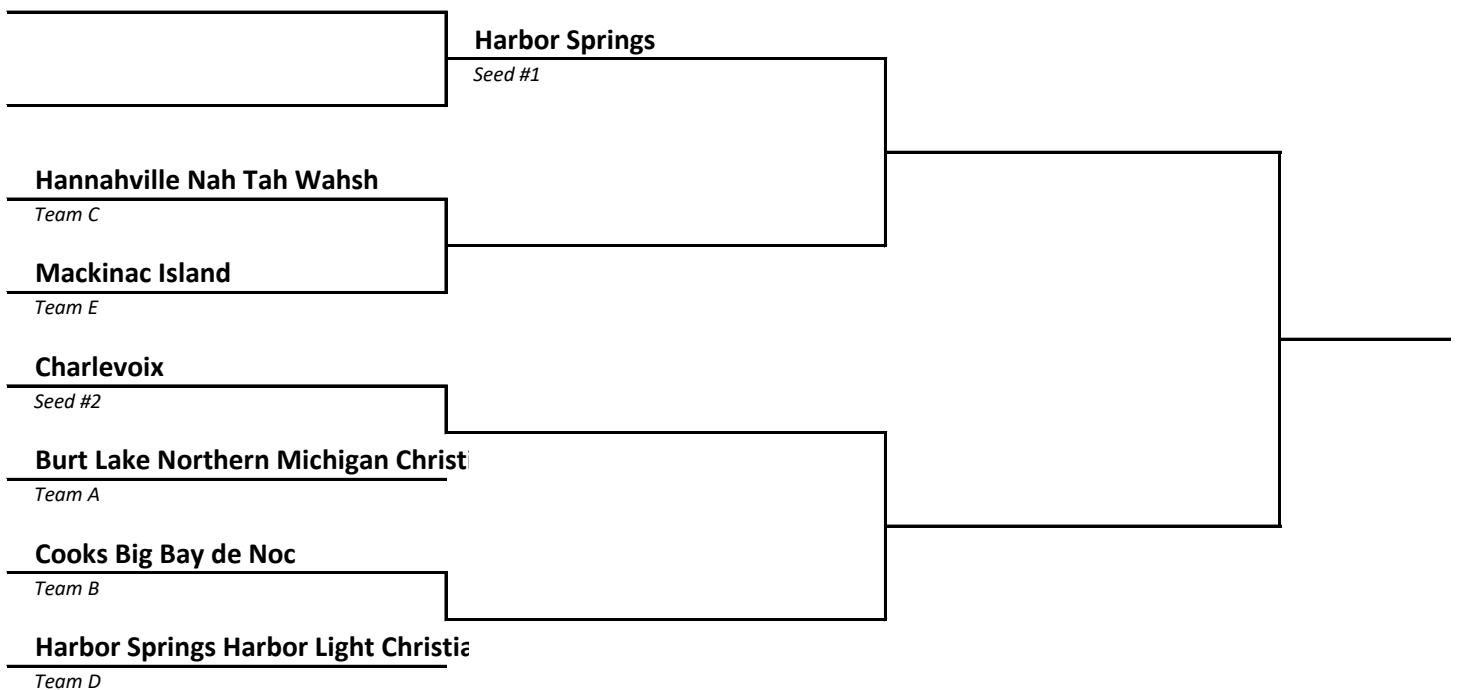 Harbor Springs
Seed #1
Hannahville Nah Tah Wahsh
Team C
Mackinac Island
Team E
Charlevoix
Seed #2
Burt Lake Northern Michigan Christi
Team A
Cooks Big Bay de Noc
Team B
Harbor Springs Harbor Light Christia
Team D